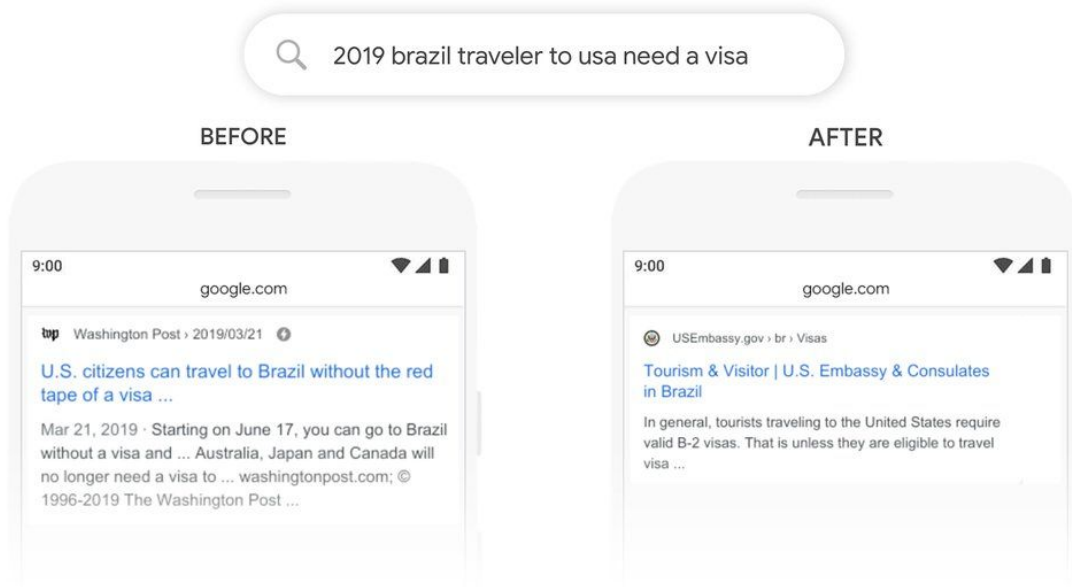 2019 brazil traveler to usa need a visa
BEFORE
9:00
google.com
wp Washington Post › 2019/03/21
U.S. citizens can travel to Brazil without the red
tape of a visa ...
Mar 21, 2019 · Starting on June 17, you can go to Brazil
without a visa and ... Australia, Japan and Canada will
no longer need a visa to ... washingtonpost.com; ©
1996-2019 The Washington Post ...
AFTER
9:00
google.com
USEmbassy.gov › br › Visas
Tourism & Visitor | U.S. Embassy & Consulates
in Brazil
In general, tourists traveling to the United States require
valid B-2 visas. That is unless they are eligible to travel
visa ...